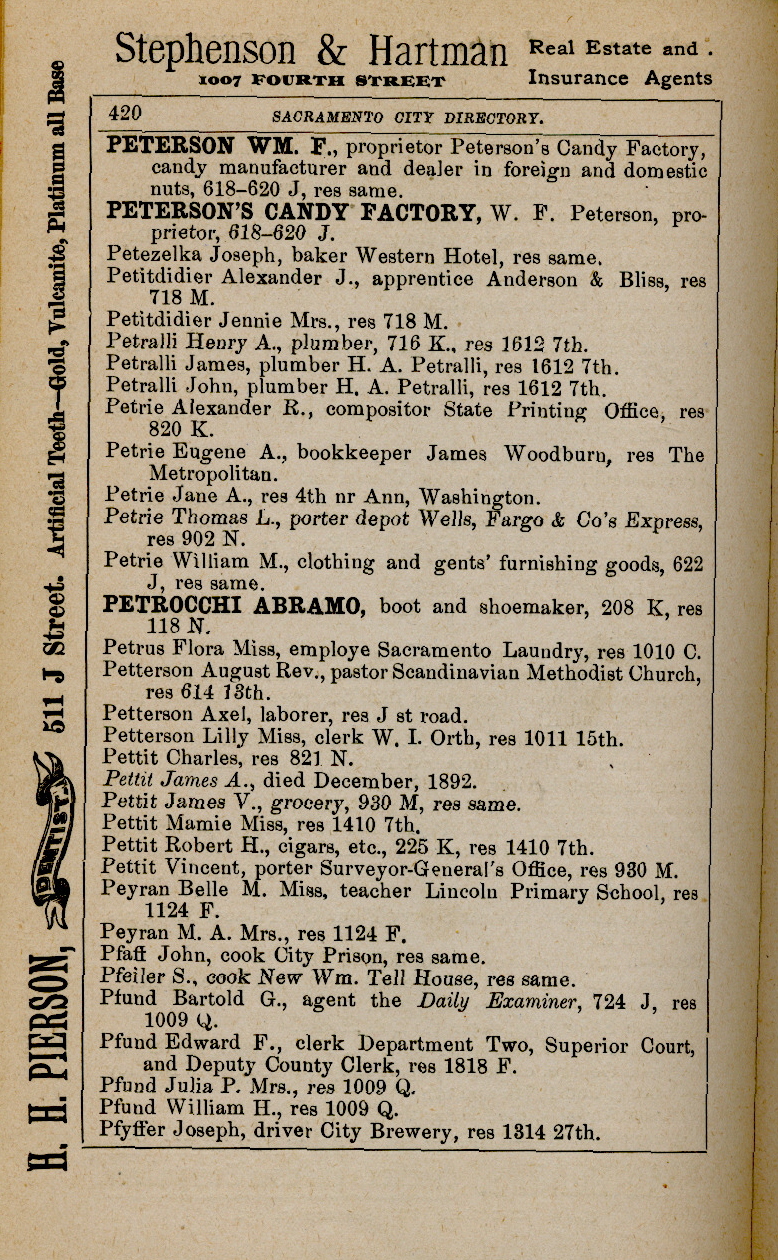 Stephenson & Hartman Real Estate and .
1007 FOURTH STREET Insurance Agents
420 SACRAMENTO CITY DIRECTORY.
PETERSON WM. F., proprietor Peterson's Candy Factory,
candy manufacturer and dealer in foreign and domestic
nuts, 618–620 J, res same.
PETERSON'S CANDY FACTORY, W. F. Peterson, pro-
prietor, 618–620 J.
Petezelka Joseph, baker Western Hotel, res same.
Petitdidier Alexander J., apprentice Anderson & Bliss, res
718 M.
Petitdidier Jennie Mrs., res 718 M.
Petralli Henry A., plumber, 716 K., res 1612 7th.
Petralli James, plumber H. A. Petralli, res 1612 7th.
Petralli John, plumber H. A. Petralli, res 1612 7th.
Petrie Alexander R., compositor State Printing Office, res
820 K.
Petrie Eugene A., bookkeeper James Woodburn, res The
Metropolitan.
Petrie Jane A., res 4th nr Ann, Washington.
Petrie Thomas L., porter depot Wells, Fargo & Co's Express,
res 902 N.
Petrie William M., clothing and gents' furnishing goods, 622
J, res same.
PETROCCHI ABRAMO, boot and shoemaker, 208 K, res
118 N.
Petrus Flora Miss, employe Sacramento Laundry, res 1010 C.
Petterson August Rev., pastor Scandinavian Methodist Church,
res 614 13th.
Petterson Axel, laborer, res J st road.
Petterson Lilly Miss, clerk W. I. Orth, res 1011 15th.
Pettit Charles, res 821 N.
Pettit James A., died December, 1892.
Pettit James V., grocery, 930 M, res same.
Pettit Mamie Miss, res 1410 7th.
Pettit Robert H., cigars, etc., 225 K, res 1410 7th.
Pettit Vincent, porter Surveyor-General's Office, res 930 M.
Peyran Belle M. Miss, teacher Lincoln Primary School, res
1124 F.
Peyran M. A. Mrs., res 1124 F.
Pfaff John, cook City Prison, res same.
Pfeiler S., cook New Wm. Tell House, res same.
Pfund Bartold G., agent the Daily Examiner, 724 J, res
1009 Q.
Pfund Edward F., clerk Department Two, Superior Court,
and Deputy County Clerk, res 1818 F.
Pfund Julia P. Mrs., res 1009 Q.
Pfund William H., res 1009 Q.
Pfyffer Joseph, driver City Brewery, res 1314 27th.
H. H. PIERSON, DENTIST, 511 J Street. Artificial Teeth—Gold, Vulcanite, Platinum all Base